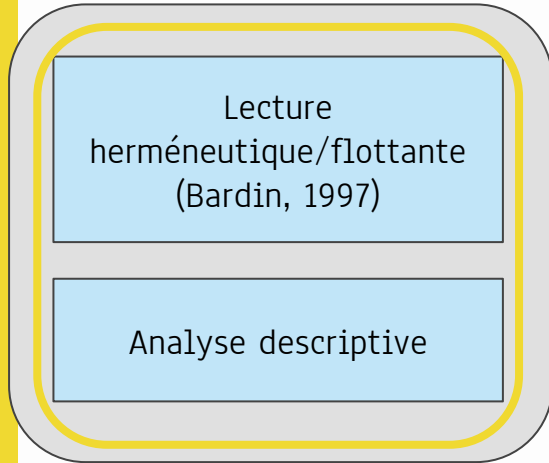 Lecture
herméneutique/flottante
(Bardin, 1997)
Analyse descriptive